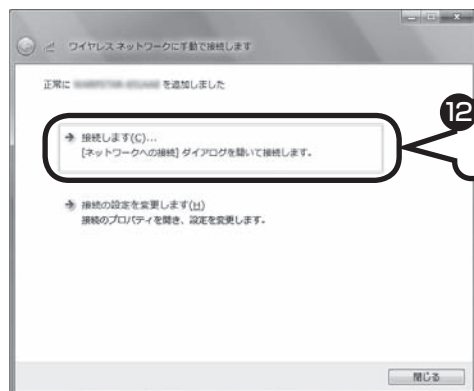 ワイヤレス ネットワークに手動で接続します
正常に を追加しました
12
接続します(C)...
[ネットワークへの接続] ダイアログを開いて接続します。
接続の設定を変更します(H)
接続のプロパティを開き、設定を変更します。
閉じる